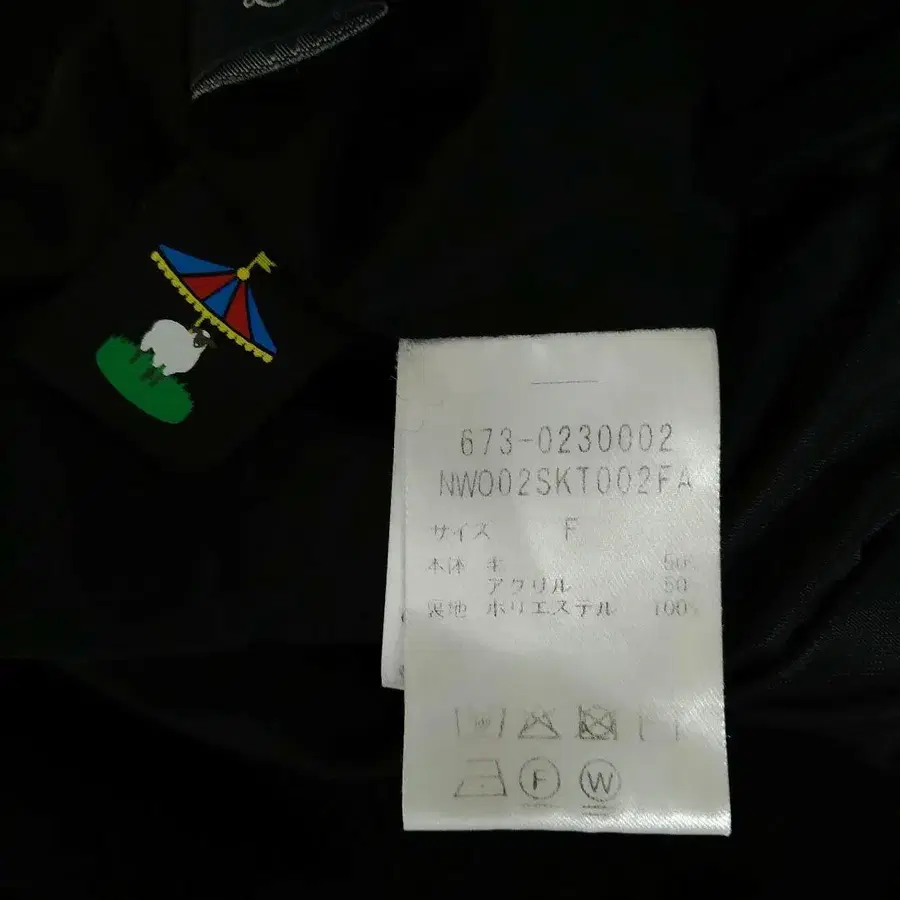 673-0230002
NWO02SKT002FA
サイズ F
本体 毛 50
アクリル 50
裏地 ポリエステル 100%
F W